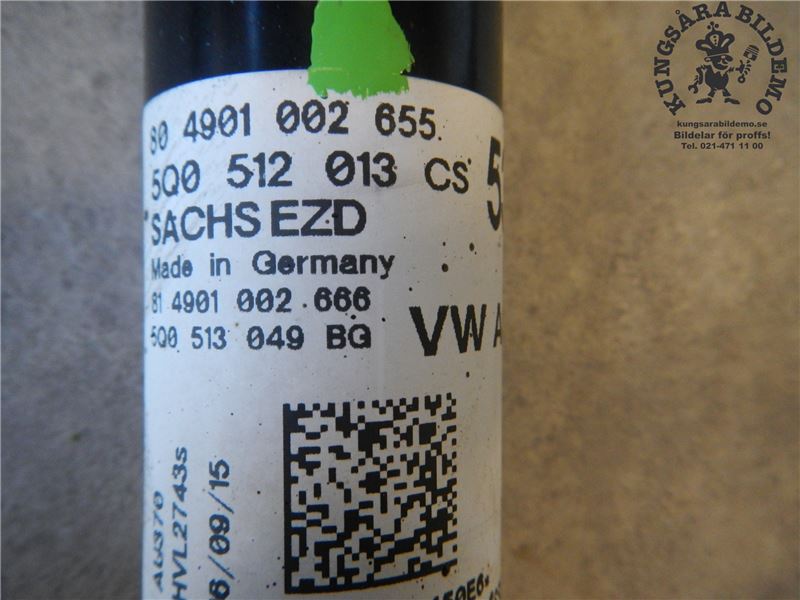 80 4901 002 655
5Q0 512 013 CS
SACHS EZD
Made in Germany
81 4901 002 666
5Q0 513 049 BG
VW
HVL2743s
6/09/15
KUNGSÅRA BILDEMO
kungsarabildemo.se
Bildelar för proffs!
Tel. 021-471 11 00